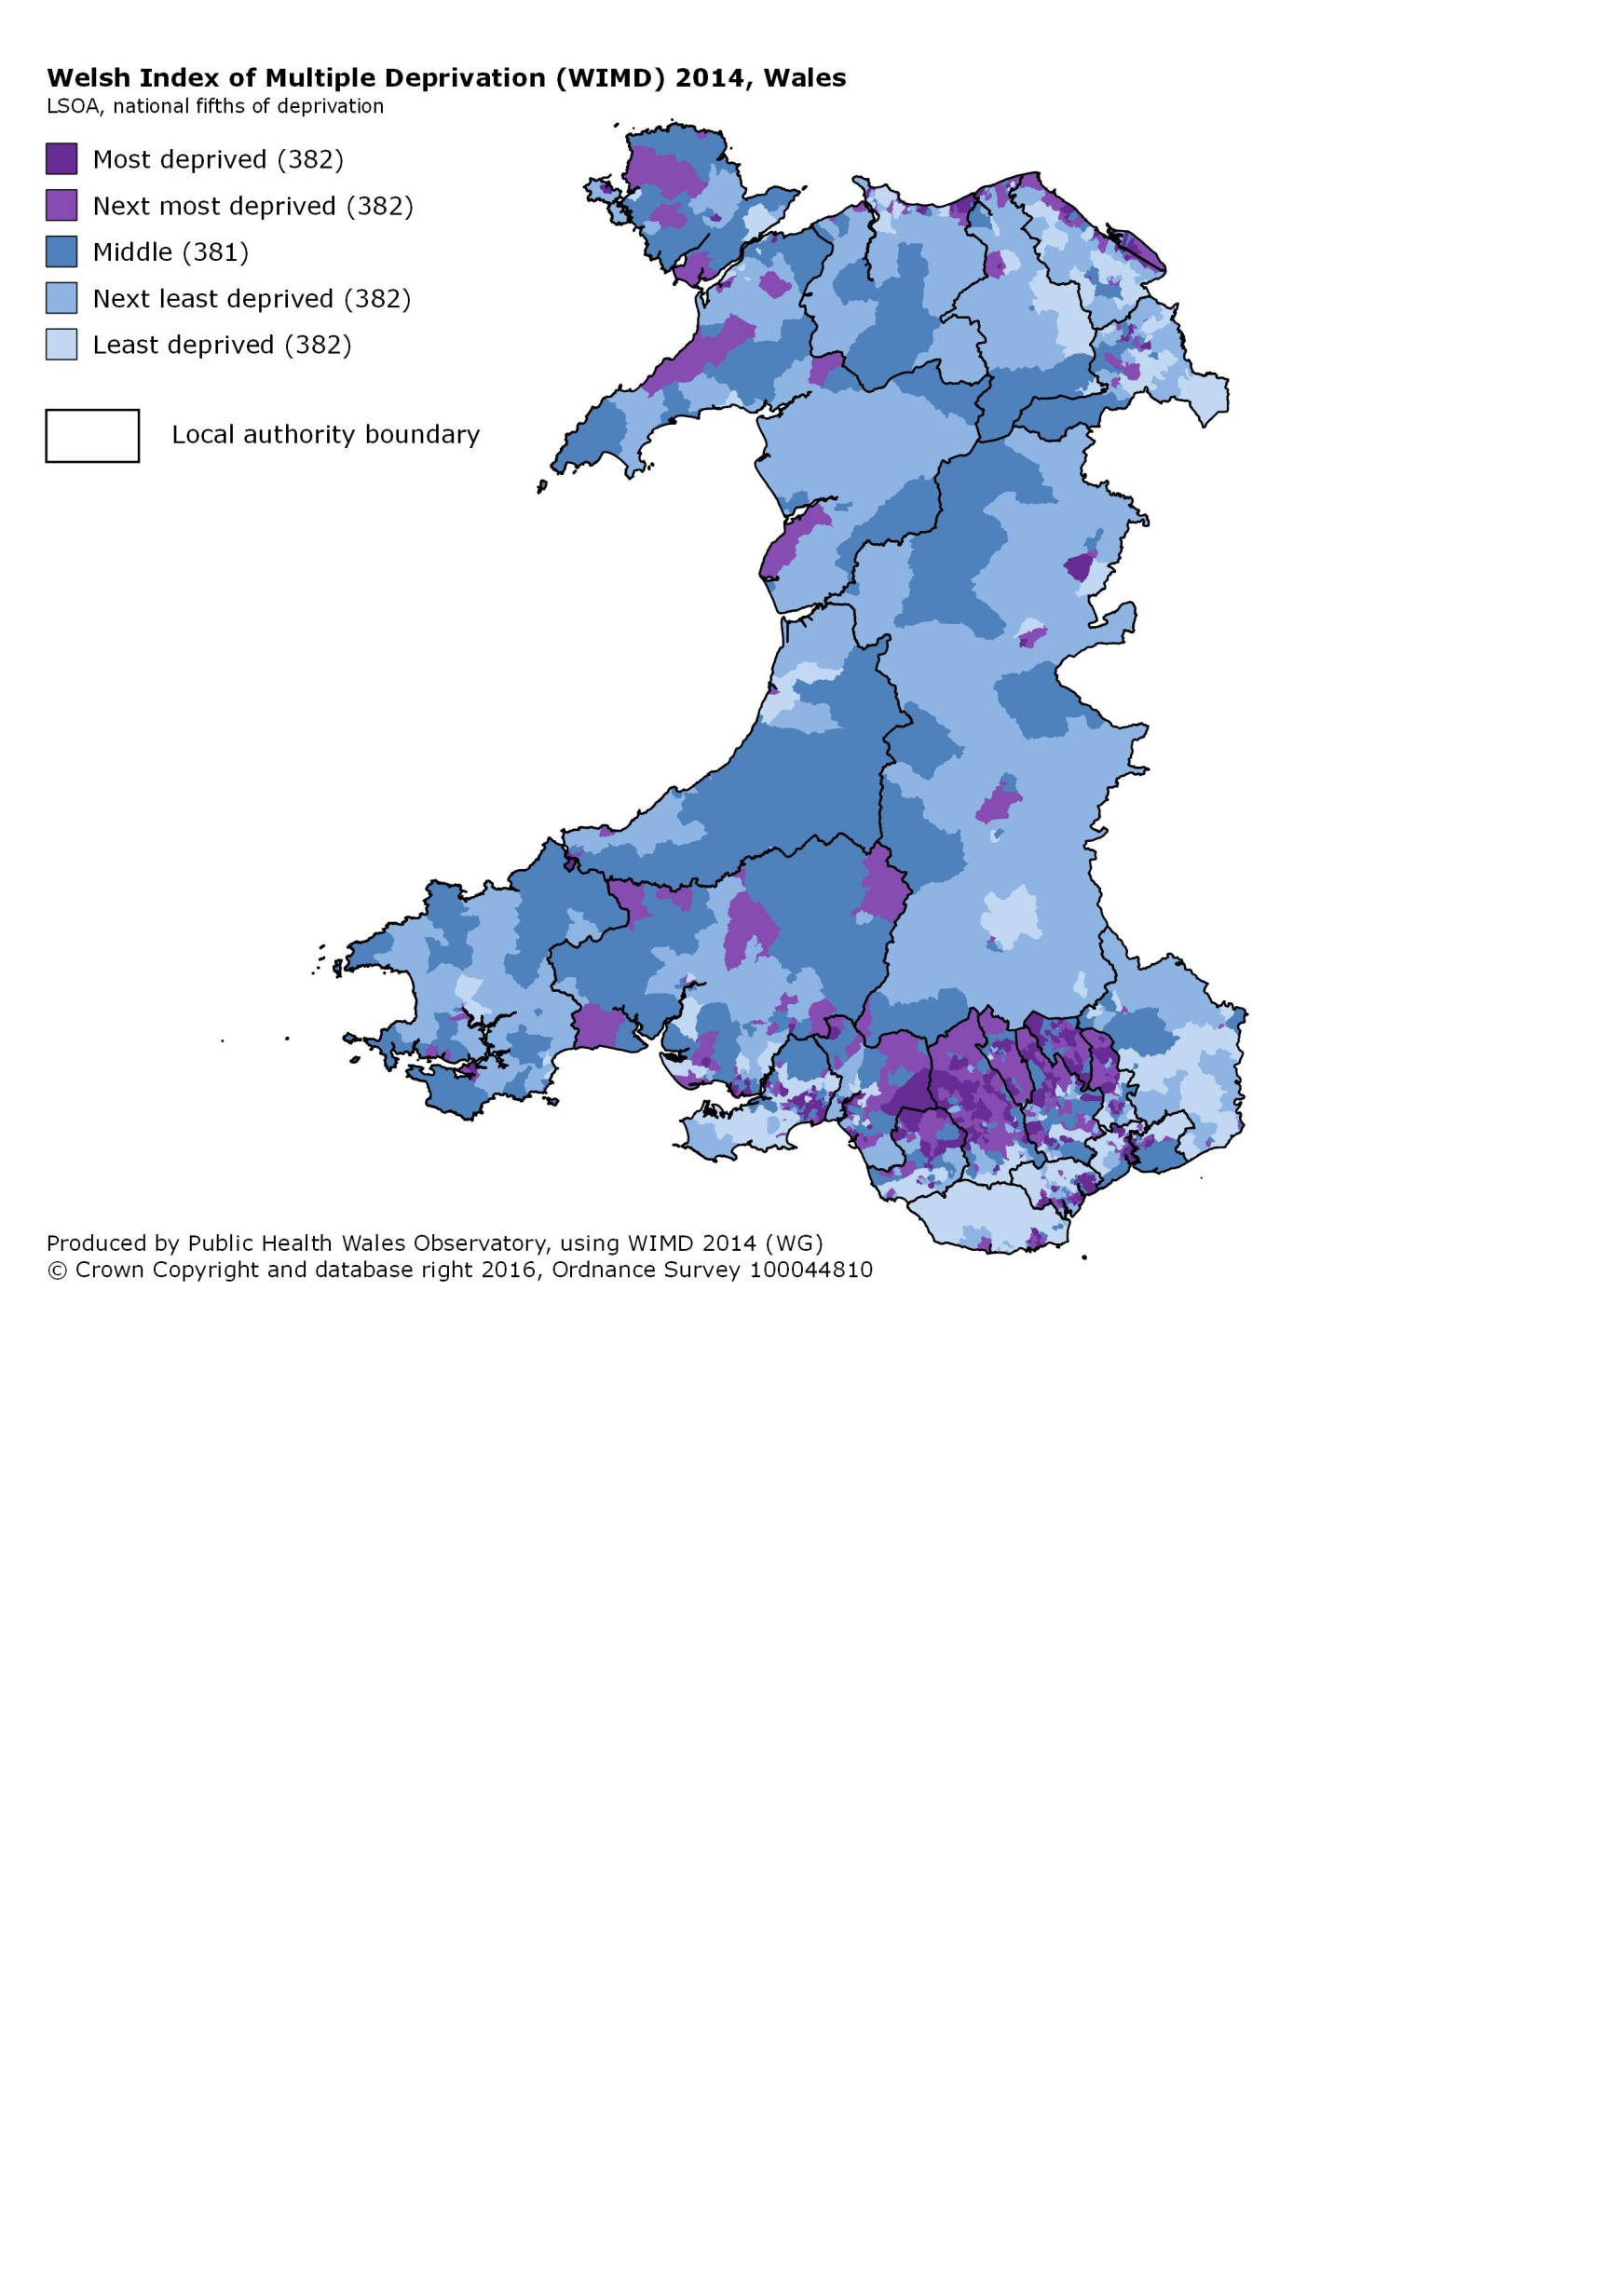 Welsh Index of Multiple Deprivation (WIMD) 2014, Wales
LSOA, national fifths of deprivation
Most deprived (382)
Next most deprived (382)
Middle (381)
Next least deprived (382)
Least deprived (382)
Local authority boundary
Produced by Public Health Wales Observatory, using WIMD 2014 (WG)
© Crown Copyright and database right 2016, Ordnance Survey 100044810